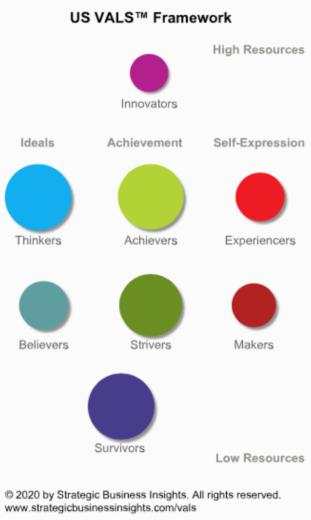 US VALS™ Framework
High Resources
Innovators
Ideals Achievement Self-Expression
Thinkers Achievers Experiencers
Believers Strivers Makers
Survivors
Low Resources
© 2020 by Strategic Business Insights. All rights reserved.
www.strategicbusinessinsights.com/vals